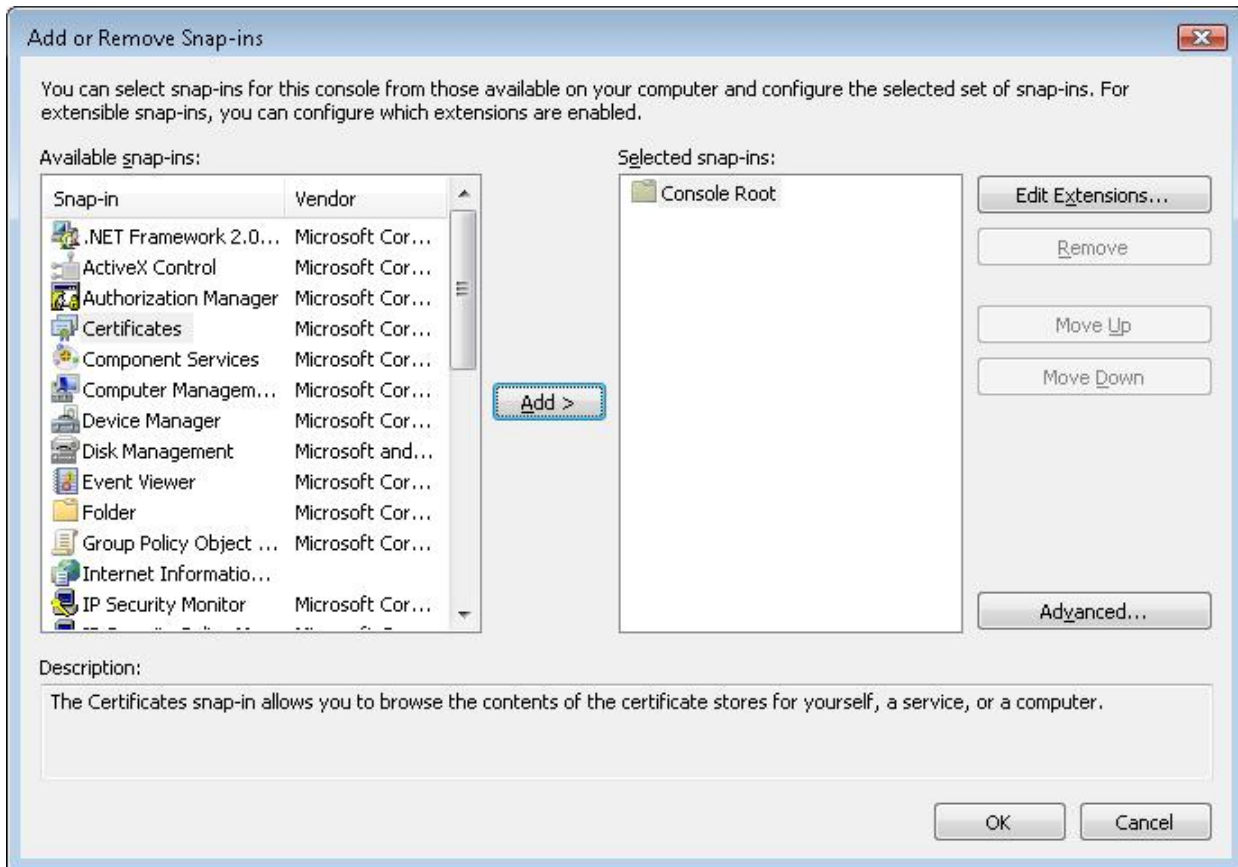 Add or Remove Snap-ins
You can select snap-ins for this console from those available on your computer and configure the selected set of snap-ins. For
extensible snap-ins, you can configure which extensions are enabled.
Available snap-ins:
Snap-in Vendor
.NET Framework 2.0... Microsoft Cor...
ActiveX Control Microsoft Cor...
Authorization Manager Microsoft Cor...
Certificates Microsoft Cor...
Component Services Microsoft Cor...
Computer Managem... Microsoft Cor...
Device Manager Microsoft Cor...
Disk Management Microsoft and...
Event Viewer Microsoft Cor...
Folder Microsoft Cor...
Group Policy Object ... Microsoft Cor...
Internet Informatio...
IP Security Monitor Microsoft Cor...
Add >
Selected snap-ins:
Console Root
Edit Extensions...
Remove
Move Up
Move Down
Advanced...
Description:
The Certificates snap-in allows you to browse the contents of the certificate stores for yourself, a service, or a computer.
OK Cancel